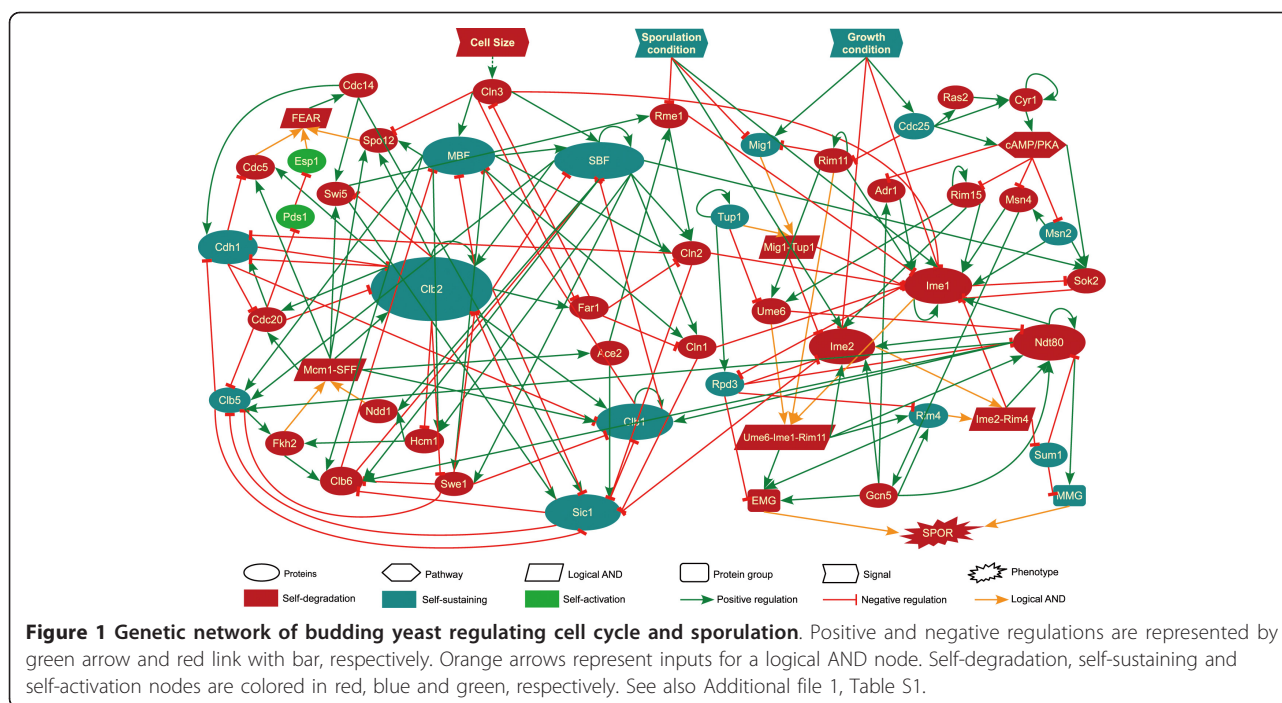 Cell Size
Sporulation condition
Growth condition
Cdc14
Cln3
Ras2
Cyr1
FEAR
Rme1
Cdc25
Spo12
Mig1
cAMP/PKA
MBF
SBF
Rim11
Cdc5
Esp1
Adr1
Rim15
Msn4
Swi5
Pds1
Tup1
Msn2
Cdh1
Mig1-Tup1
Cln2
Clb2
Ime1
Sok2
Cdc20
Far1
Ume6
Ime2
Ndt80
Ace2
Cln1
Mcm1-SFF
Rpd3
Clb5
Ndd1
Clb1
Rim4
Ime2-Rim4
Fkh2
Hcm1
Ume6-Ime1-Rim11
Sum1
Clb6
Swe1
EMG
Gcn5
MMG
Sic1
SPOR
Proteins
Pathway
Logical AND
Protein group
Signal
Phenotype
Self-degradation
Self-sustaining
Self-activation
Positive regulation
Negative regulation
Logical AND
Figure 1 Genetic network of budding yeast regulating cell cycle and sporulation. Positive and negative regulations are represented by
green arrow and red link with bar, respectively. Orange arrows represent inputs for a logical AND node. Self-degradation, self-sustaining and
self-activation nodes are colored in red, blue and green, respectively. See also Additional file 1, Table S1.